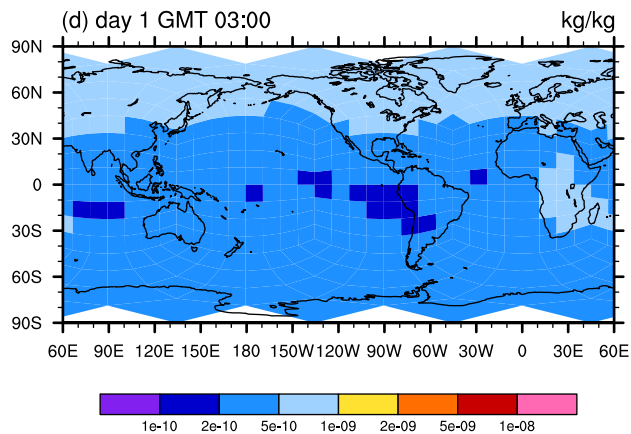 (d) day 1 GMT 03:00 kg/kg
90N
60N
30N
0
30S
60S
90S
60E 90E 120E 150E 180 150W 120W 90W 60W 30W 0 30E 60E
1e-10 2e-10 5e-10 1e-09 2e-09 5e-09 1e-08